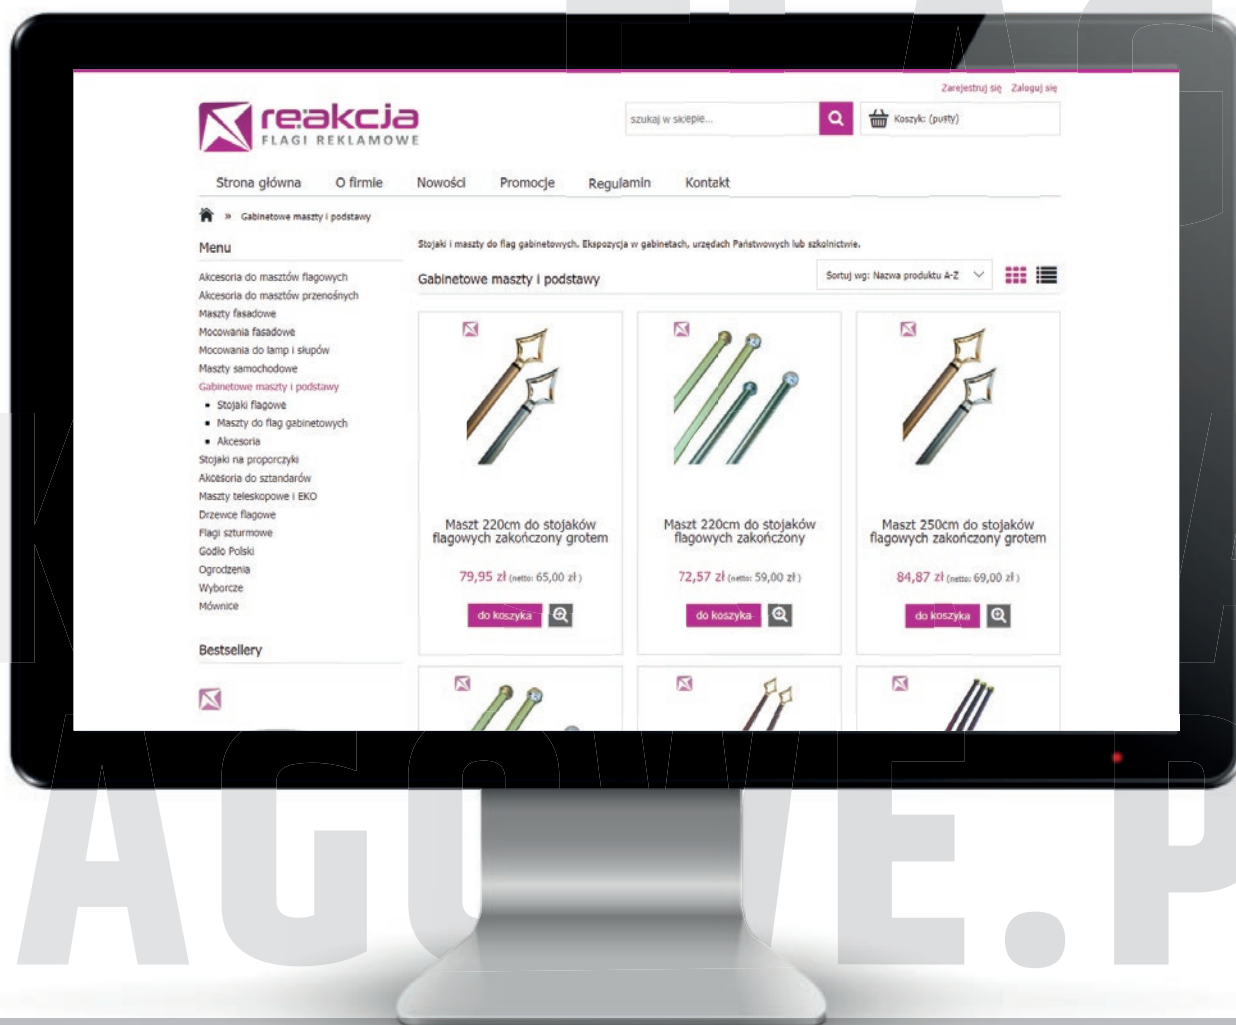 Zarejestruj się Zaloguj się
reakcja
FLAGI REKLAMOWE
szukaj w sklepie...
Koszyk: (pusty)
Strona główna O firmie Nowości Promocje Regulamin Kontakt
» Gabinetowe maszty i podstawy
Menu
Akcesoria do masztów flagowych
Akcesoria do masztów przenośnych
Maszty fasadowe
Mocowania fasadowe
Mocowania do lamp i słupów
Maszty samochodowe
Gabinetowe maszty i podstawy
Stojaki flagowe
Maszty do flag gabinetowych
Akcesoria
Stojaki na proporczyki
Akcesoria do sztandarów
Maszty teleskopowe i EKO
Drzewce flagowe
Flagi szturmowe
Godło Polski
Ogrodzenia
Wyborcze
Mównice
Bestsellery
Stojaki i maszty do flag gabinetowych. Ekspozycja w gabinetach, urzędach Państwowych lub szkolnictwie.
Gabinetowe maszty i podstawy
Sortuj wg: Nazwa produktu A-Z
Maszt 220cm do stojaków
flagowych zakończony grotem
79,95 zł (netto: 65,00 zł )
do koszyka
Maszt 220cm do stojaków
flagowych zakończony
72,57 zł (netto: 59,00 zł )
do koszyka
Maszt 250cm do stojaków
flagowych zakończony grotem
84,87 zł (netto: 69,00 zł )
do koszyka
AGOWE.P